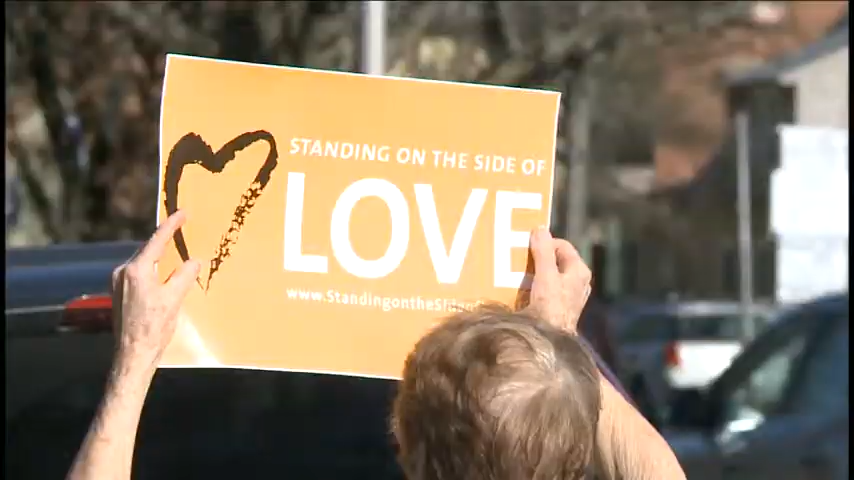 STANDING ON THE SIDE OF
LOVE